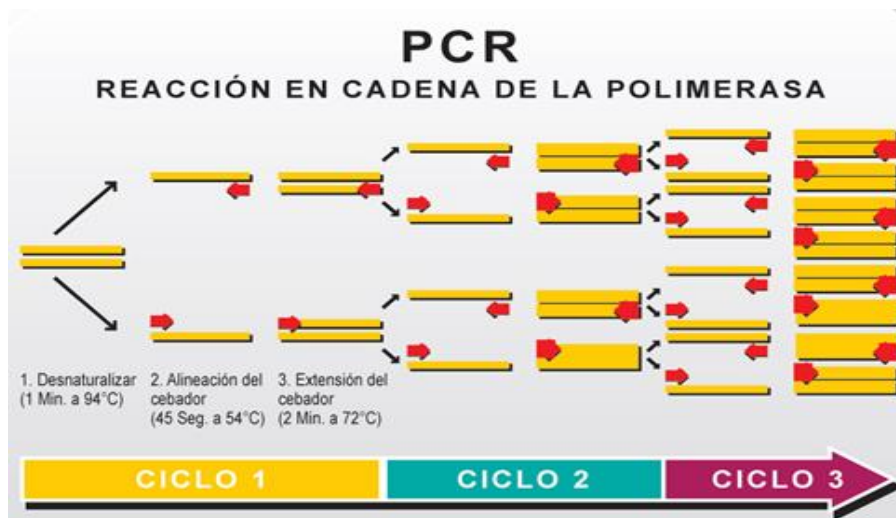 PCR
REACCIÓN EN CADENA DE LA POLIMERASA
1. Desnaturalizar
(1 Min. a 94°C)
2. Alineación del
cebador
(45 Seg. a 54°C)
3. Extensión del
cebador
(2 Min. a 72°C)
CICLO 1
CICLO 2
CICLO 3